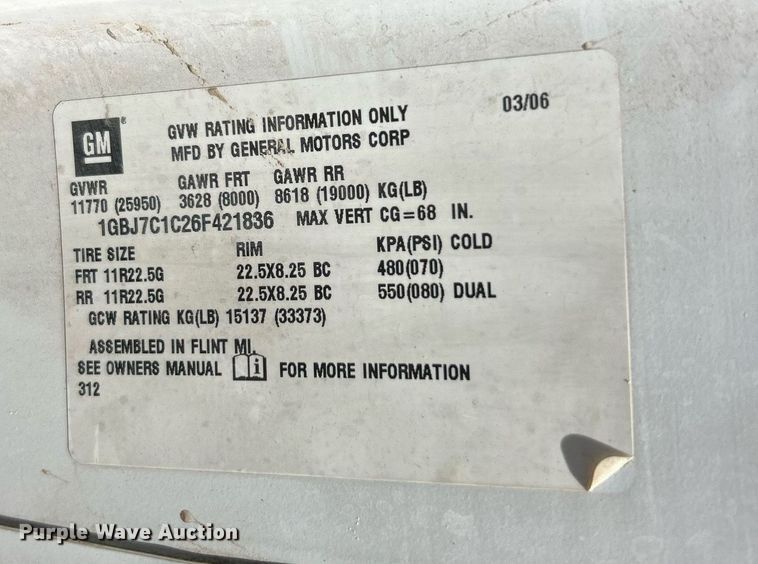 03/06
GM®
GVW RATING INFORMATION ONLY
MFD BY GENERAL MOTORS CORP
GVWR GAWR FRT GAWR RR
11770 (25950) 3628 (8000) 8618 (19000) KG(LB)
1GBJ7C1C26F421836 MAX VERT CG=68 IN.
TIRE SIZE RIM KPA(PSI) COLD
FRT 11R22.5G 22.5X8.25 BC 480(070)
RR 11R22.5G 22.5X8.25 BC 550(080) DUAL
GCW RATING KG(LB) 15137 (33373)
ASSEMBLED IN FLINT MI.
SEE OWNERS MANUAL i FOR MORE INFORMATION
312
Purple Wave Auction